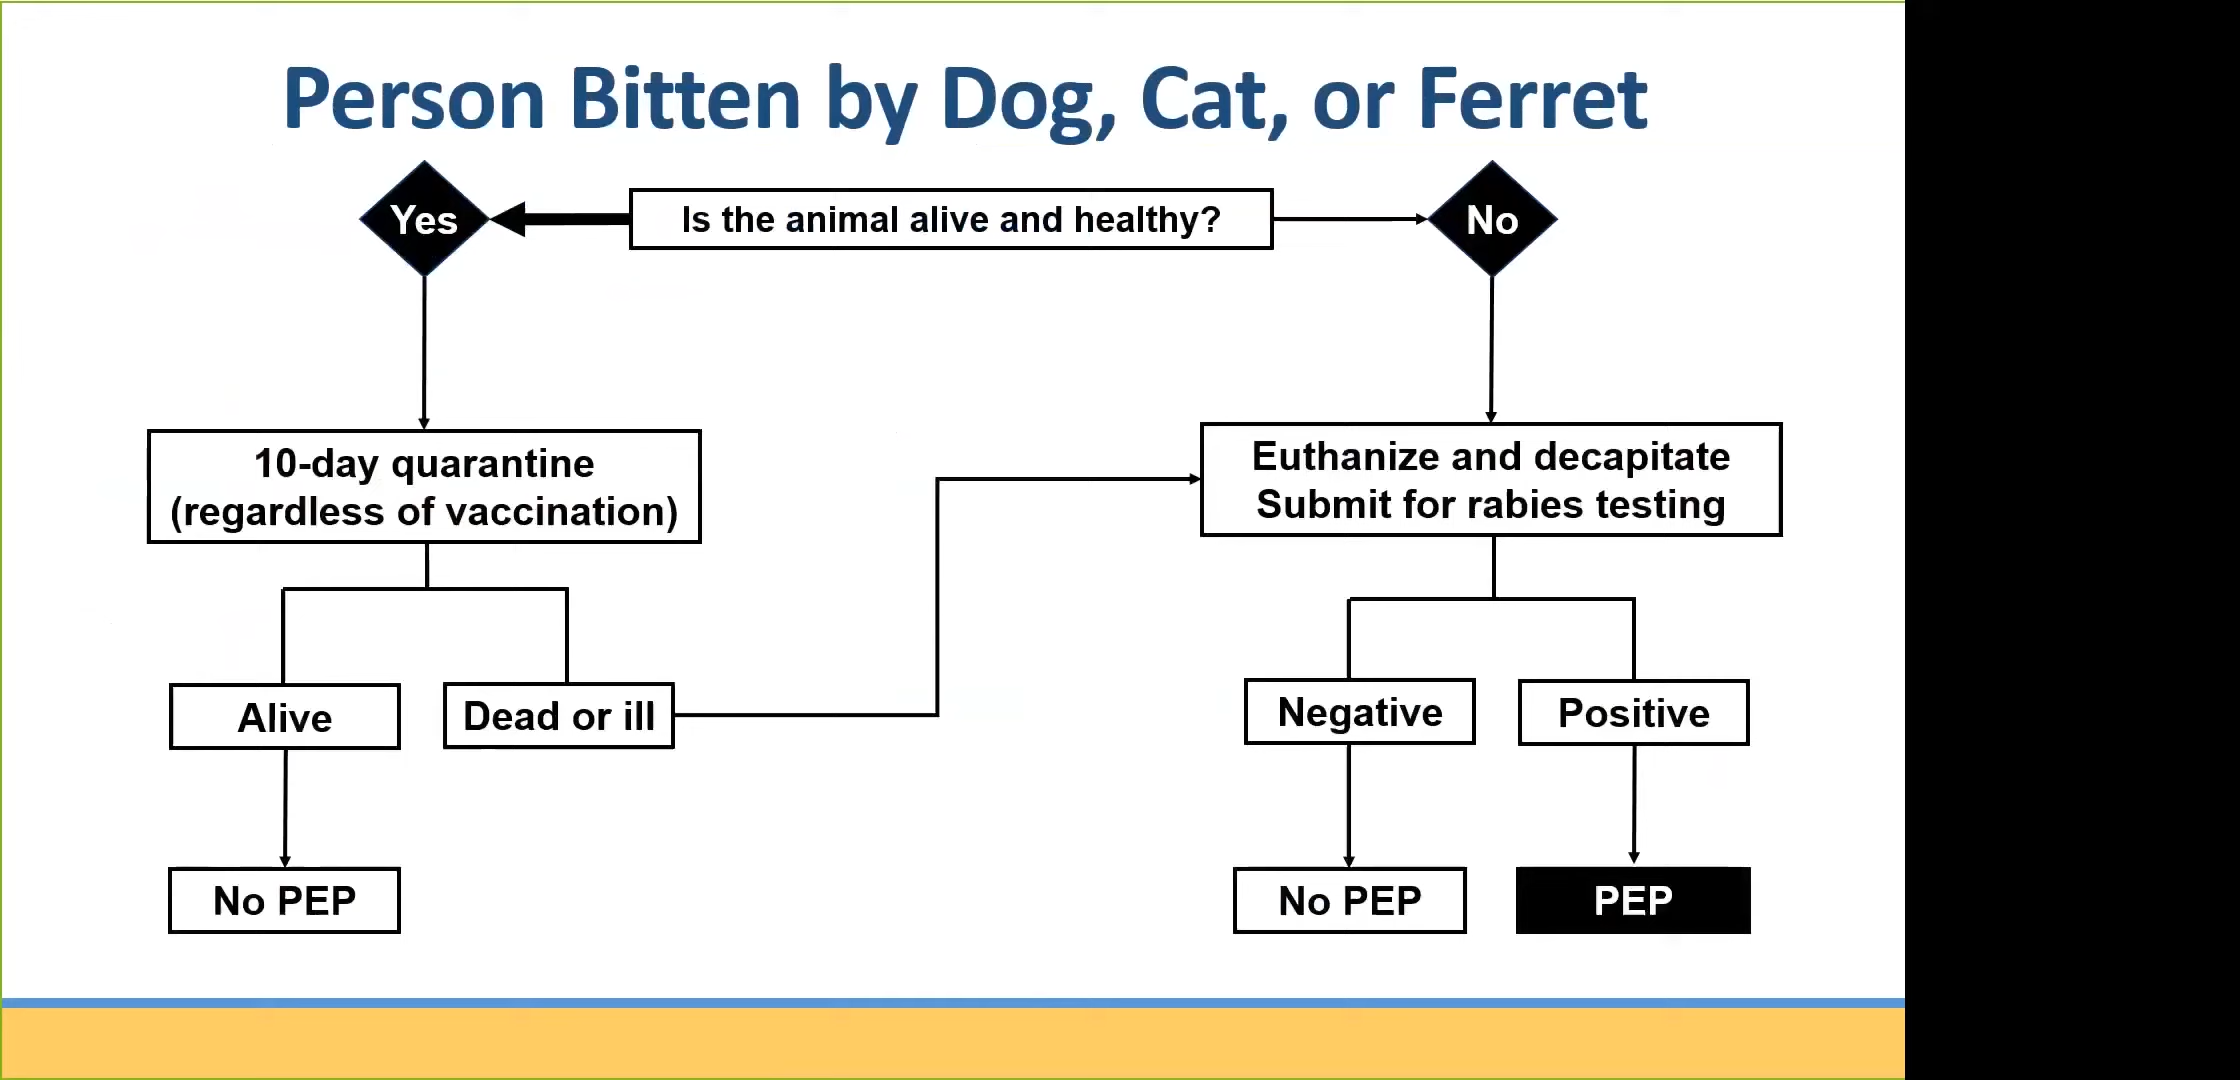 Person Bitten by Dog, Cat, or Ferret
Yes
Is the animal alive and healthy?
No
10-day quarantine
(regardless of vaccination)
Euthanize and decapitate
Submit for rabies testing
Alive
Dead or ill
Negative
Positive
No PEP
No PEP
PEP